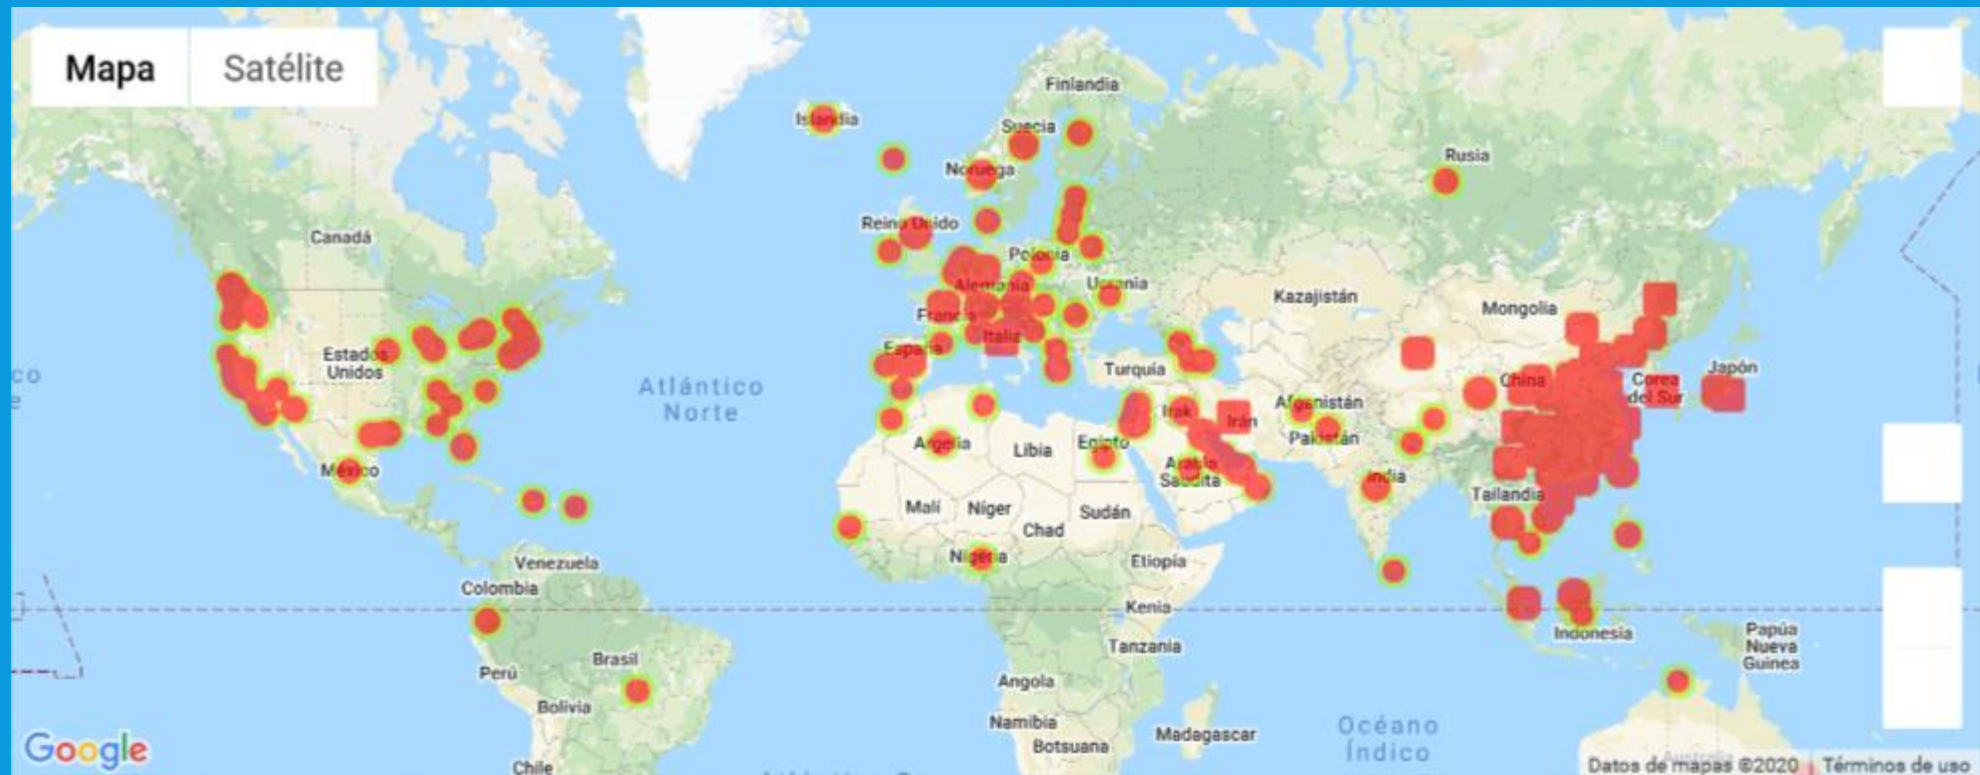 Mapa
Satélite
Finlandia
Islandia
Suecia
Rusia
Noruega
Reino Unido
Canadá
Polonia
Ucrania
Alemania
Kazajistán
Mongolia
Francia
Italia
España
Estados
Unidos
Turquía
China
Japón
Corea
del Sur
Atlántico
Norte
Afganistán
Irak
Irán
Pakistán
Argelia
Libia
Egipto
Arabia
Saudita
México
India
Tailandia
Malí
Níger
Sudán
Chad
Nigeria
Etiopía
Venezuela
Colombia
Kenia
Indonesia
Tanzania
Papúa
Nueva
Guinea
Brasil
Perú
Angola
Bolivia
Namibia
Botsuana
Madagascar
Océano
Índico
Chile
Google
Datos de mapas ©2020
Términos de uso